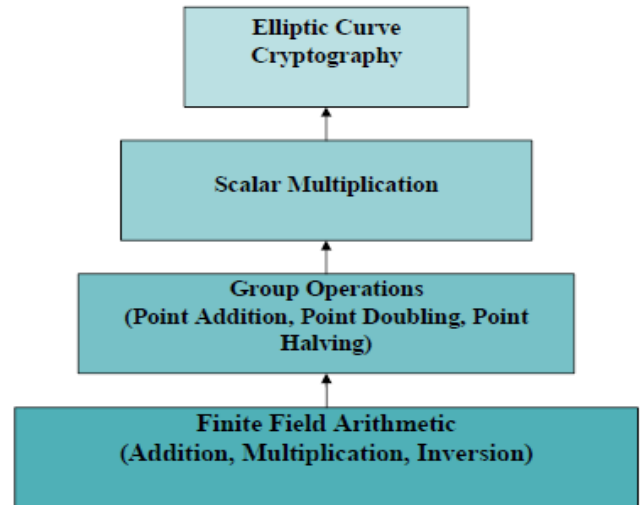 Elliptic Curve
Cryptography
Scalar Multiplication
Group Operations
(Point Addition, Point Doubling, Point
Halving)
Finite Field Arithmetic
(Addition, Multiplication, Inversion)